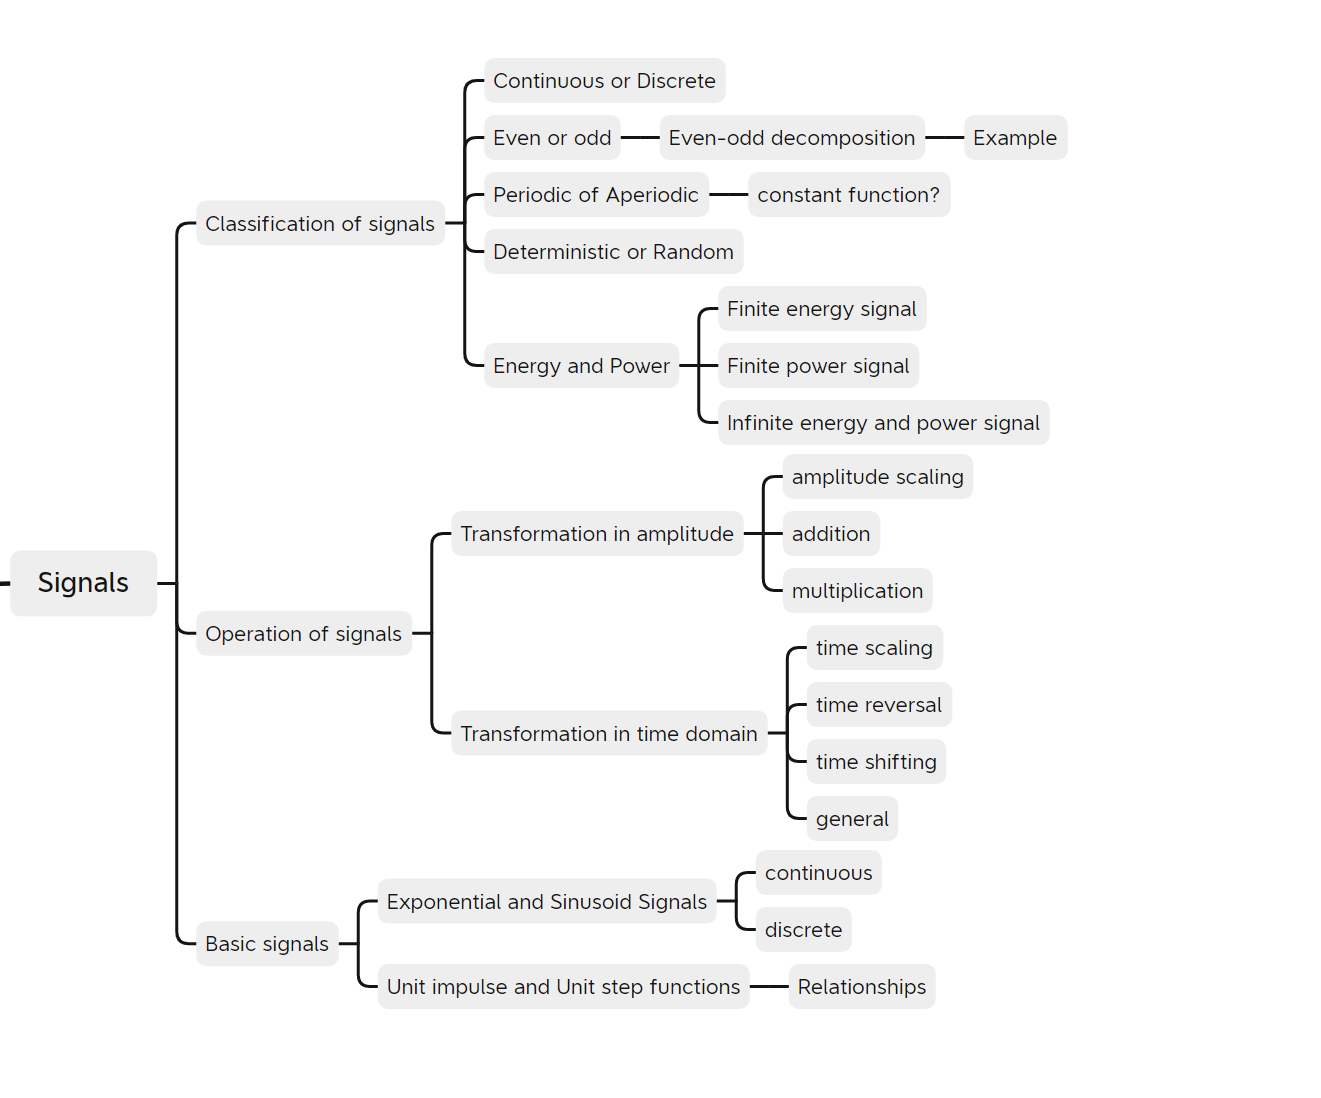 Signals
Classification of signals
Continuous or Discrete
Even or odd
Even-odd decomposition
Example
Periodic of Aperiodic
constant function?
Deterministic or Random
Energy and Power
Finite energy signal
Finite power signal
Infinite energy and power signal
Operation of signals
Transformation in amplitude
amplitude scaling
addition
multiplication
Transformation in time domain
time scaling
time reversal
time shifting
general
Basic signals
Exponential and Sinusoid Signals
continuous
discrete
Unit impulse and Unit step functions
Relationships